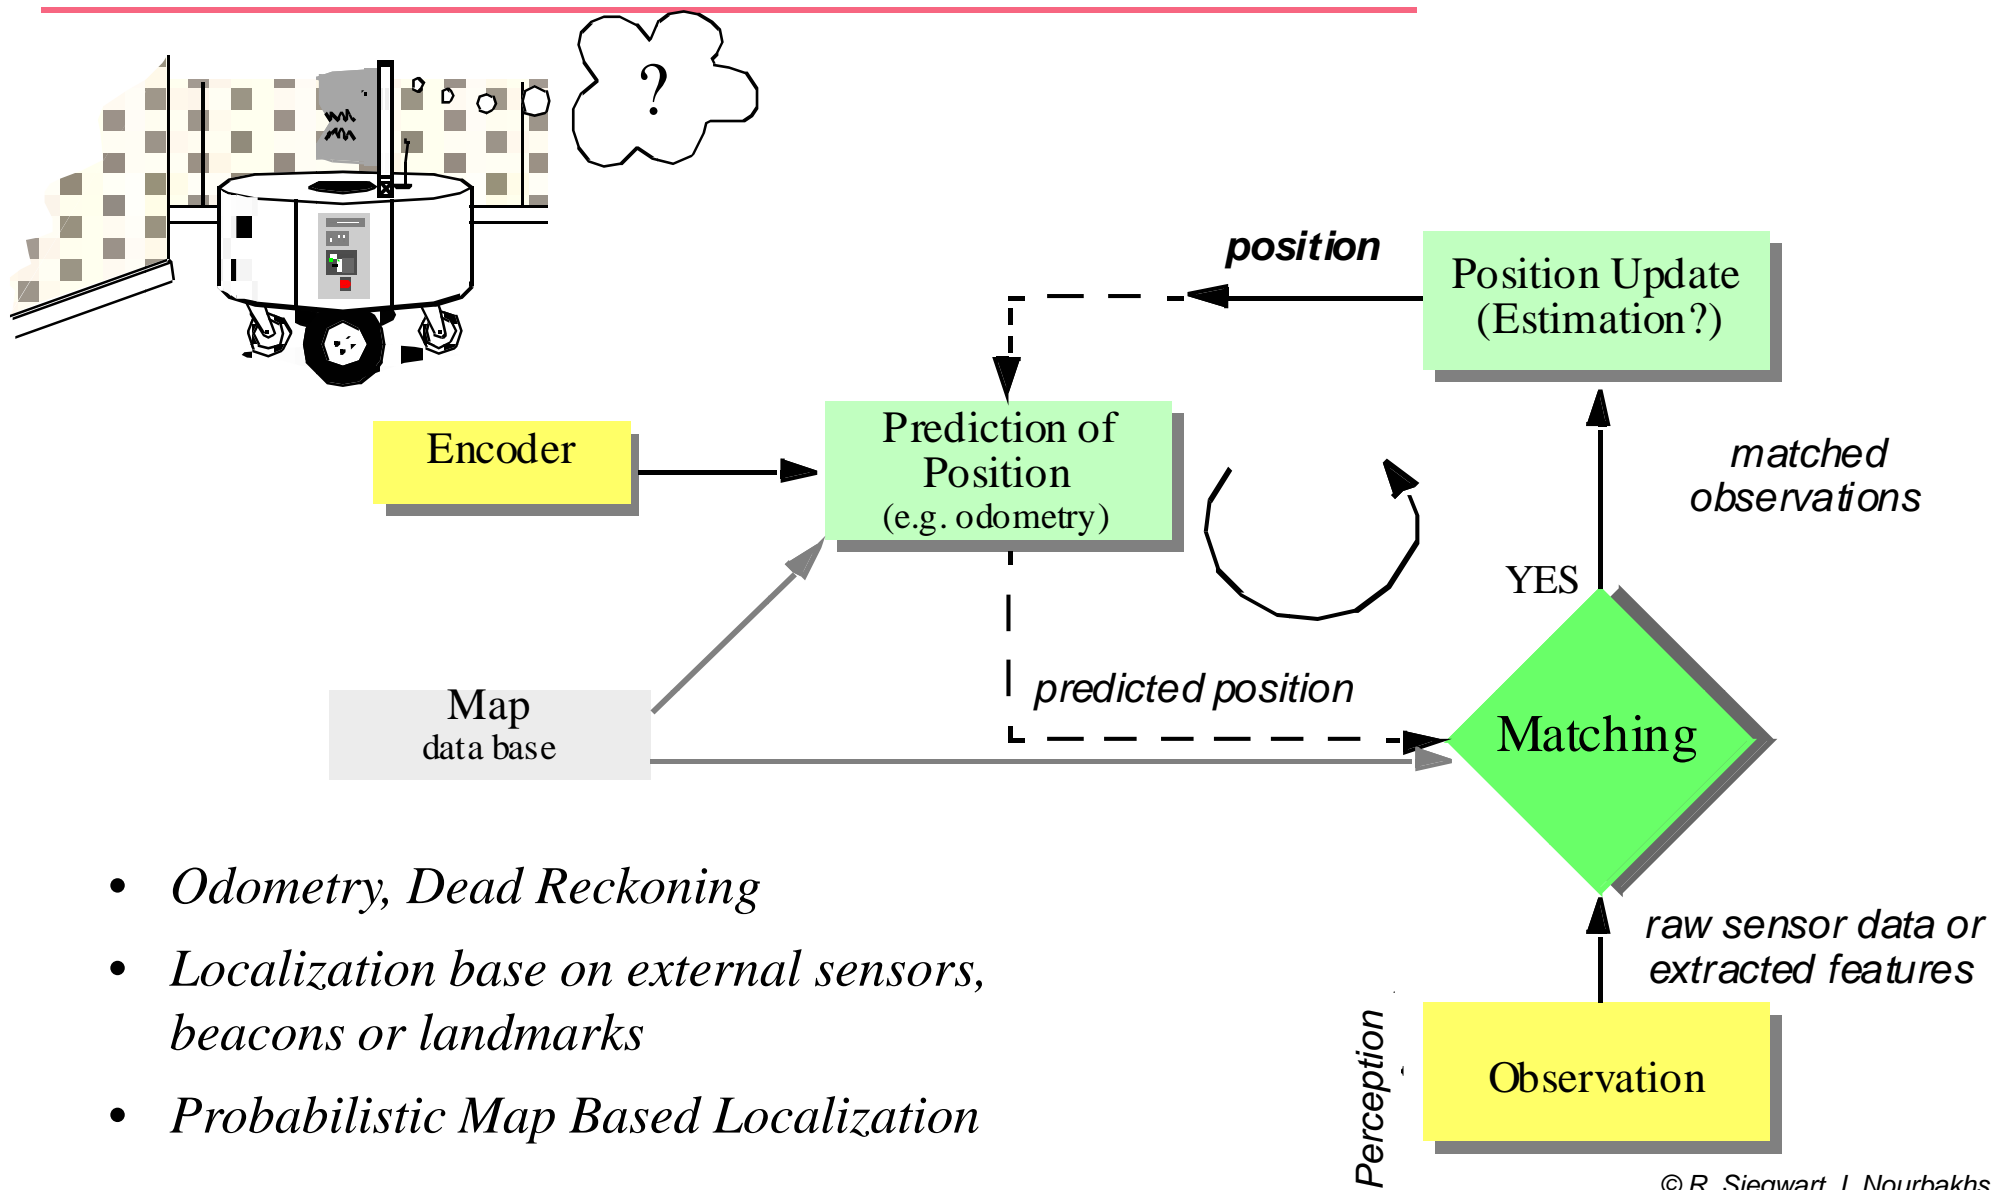 ?
position
Position Update
(Estimation?)
Encoder
Prediction of
Position
(e.g. odometry)
matched
observations
YES
Map
data base
predicted position
Matching
• Odometry, Dead Reckoning
• Localization base on external sensors,
beacons or landmarks
• Probabilistic Map Based Localization
raw sensor data or
extracted features
Perception
Observation
© R. Siegwart, I. Nourbakhs